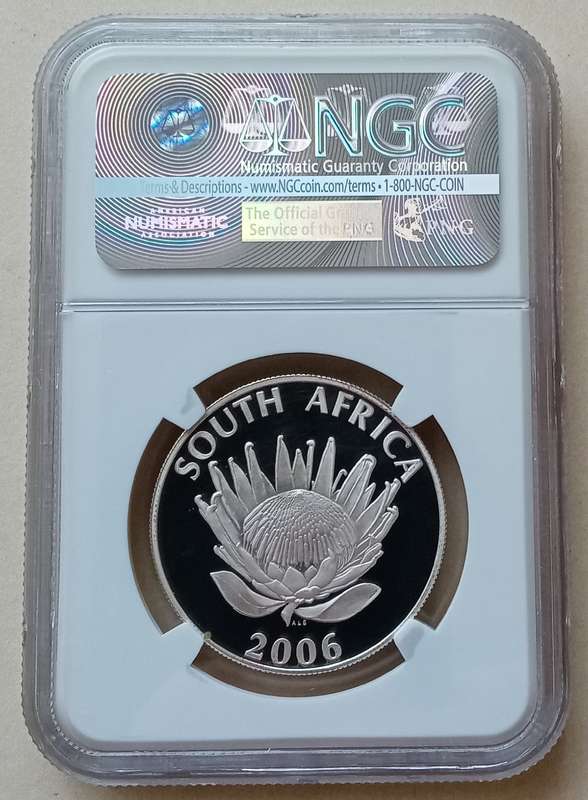 NGC
Numismatic Guaranty Corporation
Terms & Descriptions - www.NGCcoin.com/terms • 1-800-NGC-COIN
NUMISMATIC
ASSOCIATION
The Official
Service of the PNG
PNG
SOUTH AFRICA
ALS
2006